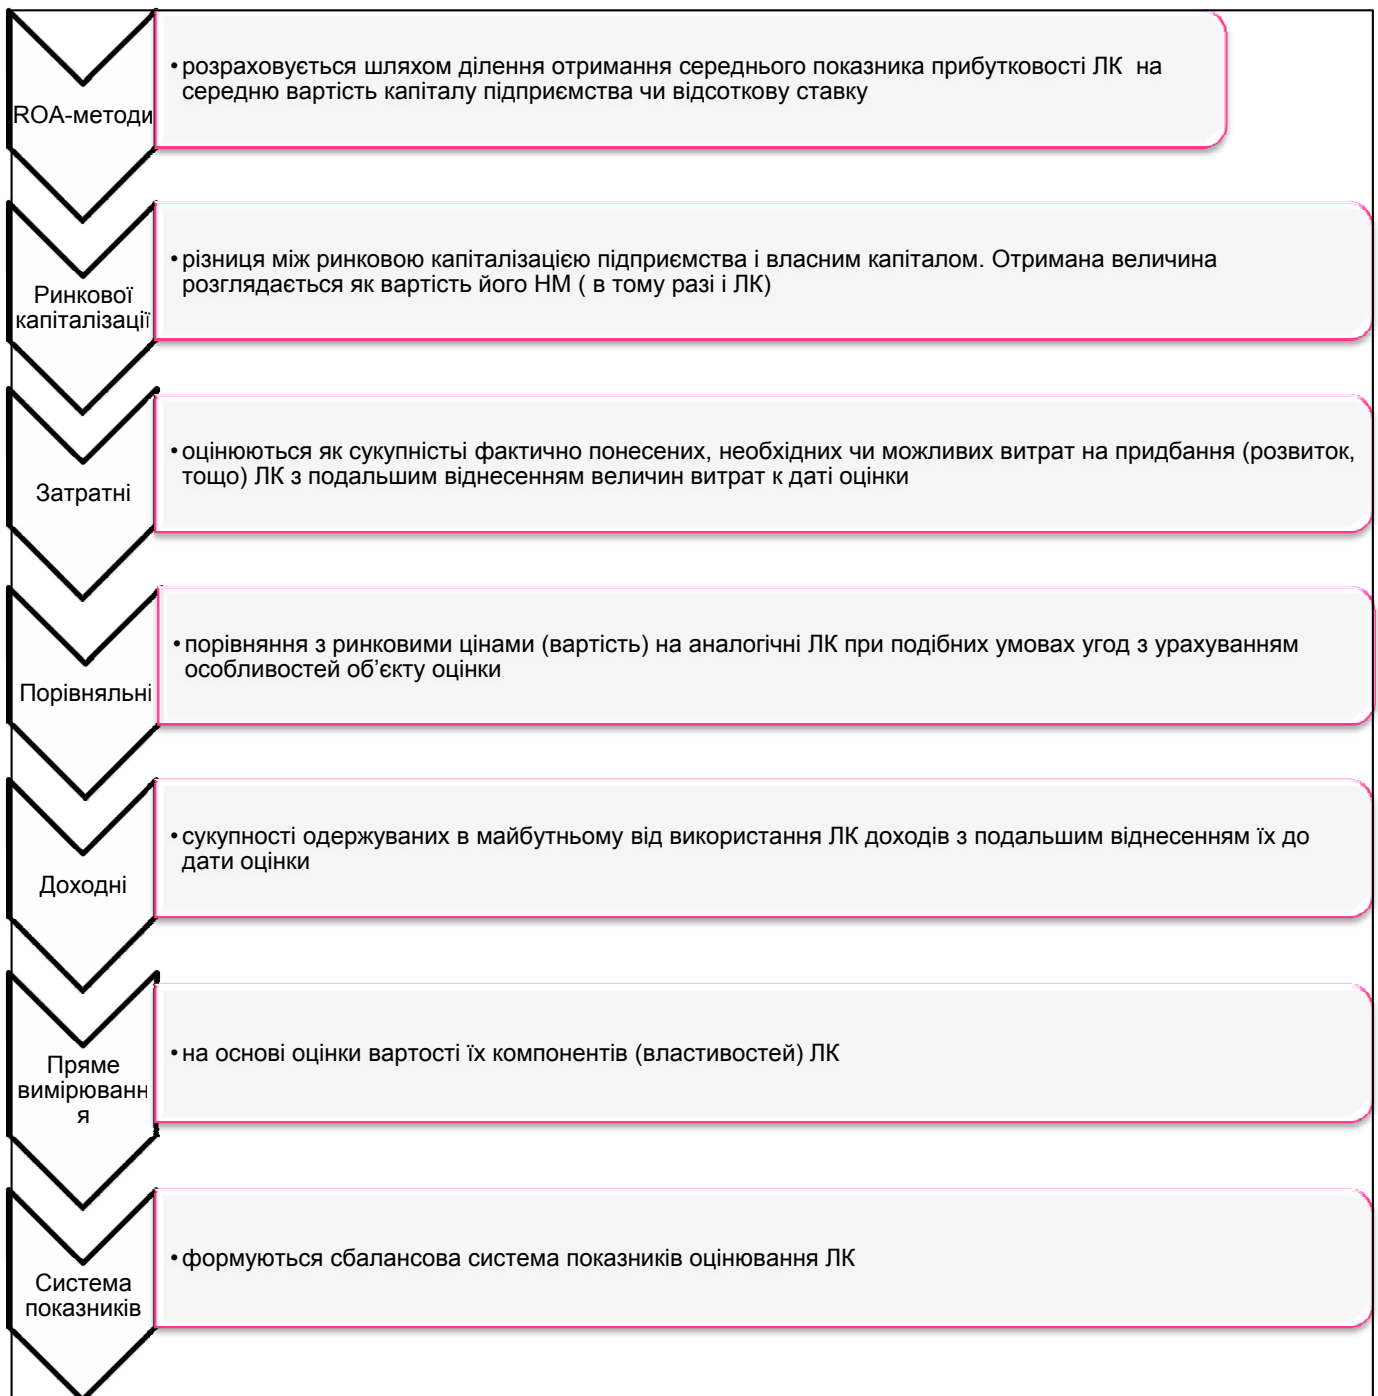 ROA-методи
• розраховується шляхом ділення отримання середнього показника прибутковості ЛК на
середню вартість капіталу підприємства чи відсоткову ставку
Ринкової
капіталізації
• різниця між ринковою капіталізацією підприємства і власним капіталом. Отримана величина
розглядається як вартість його НМ ( в тому разі і ЛК)
Затратні
• оцінюються як сукупністьі фактично понесених, необхідних чи можливих витрат на придбання (розвиток,
тощо) ЛК з подальшим віднесенням величин витрат к даті оцінки
Порівняльні
• порівняння з ринковими цінами (вартість) на аналогічні ЛК при подібних умовах угод з урахуванням
особливостей об’єкту оцінки
Доходні
• сукупності одержуваних в майбутньому від використання ЛК доходів з подальшим віднесенням їх до
дати оцінки
Пряме
вимірюванн
я
• на основі оцінки вартості їх компонентів (властивостей) ЛК
Система
показників
• формуються сбалансова система показників оцінювання ЛК